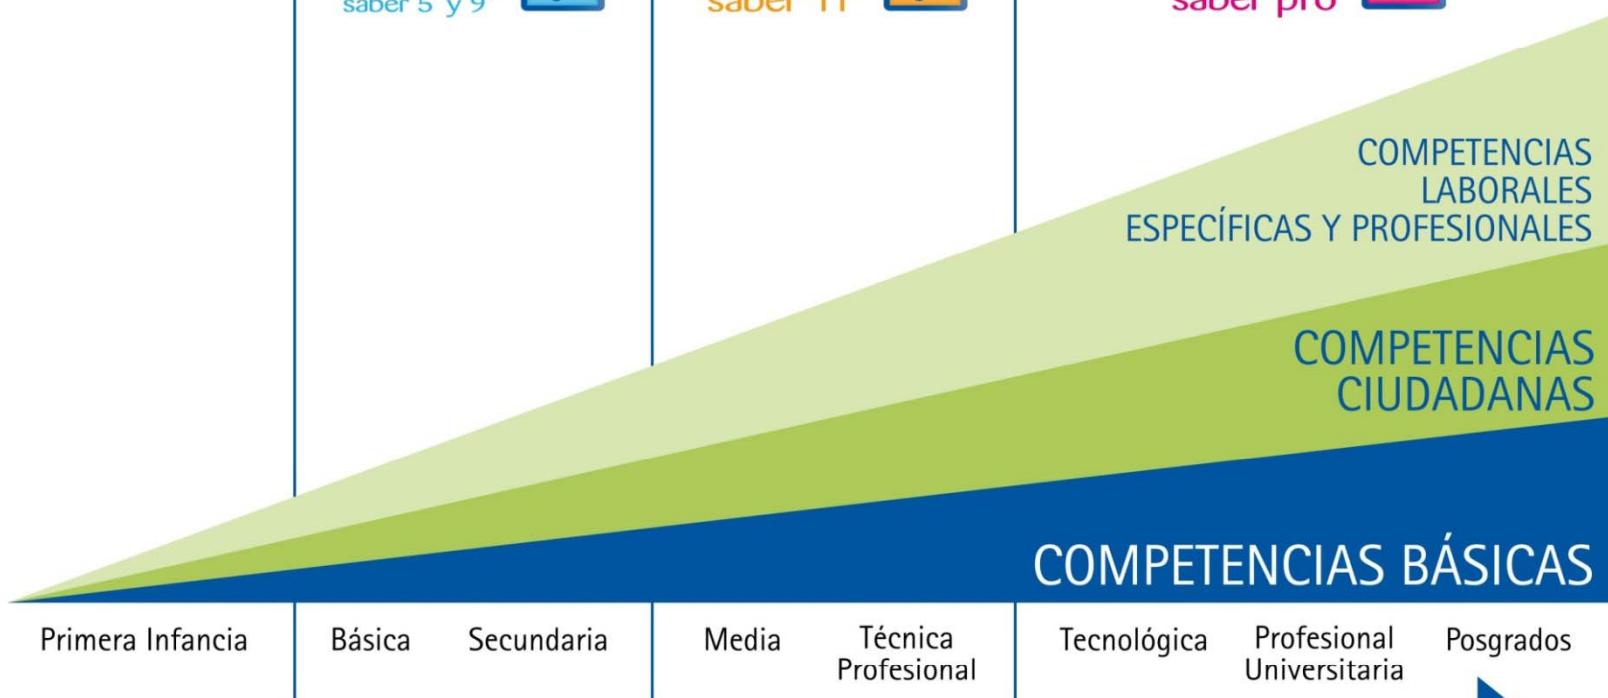 saber 5° y 9°
saber 11°
saber pro
COMPETENCIAS
LABORALES
ESPECÍFICAS Y PROFESIONALES
COMPETENCIAS
CIUDADANAS
COMPETENCIAS BÁSICAS
Primera Infancia
Básica
Secundaria
Media
Técnica
Profesional
Tecnológica
Profesional
Universitaria
Posgrados